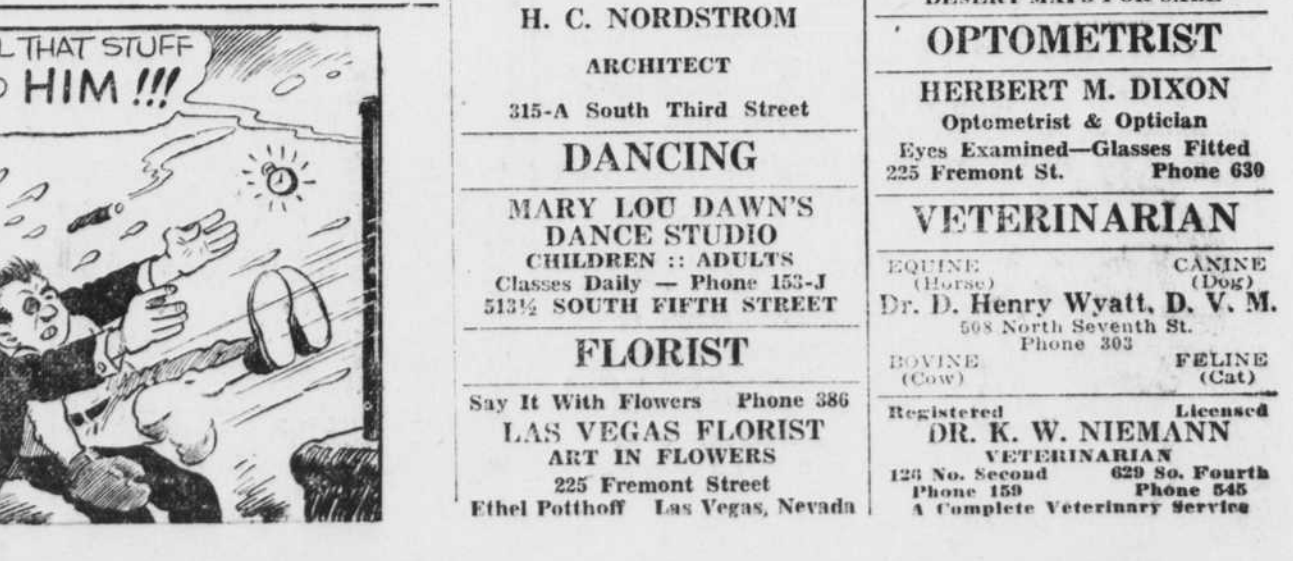 L THAT STUFF
HIM !!!
H. C. NORDSTROM
ARCHITECT
315-A South Third Street
DANCING
MARY LOU DAWN'S
DANCE STUDIO
CHILDREN :: ADULTS
Classes Daily — Phone 153-J
513½ SOUTH FIFTH STREET
FLORIST
Say It With Flowers Phone 386
LAS VEGAS FLORIST
ART IN FLOWERS
225 Fremont Street
Ethel Potthoff Las Vegas, Nevada
OPTOMETRIST
HERBERT M. DIXON
Optometrist & Optician
Eyes Examined—Glasses Fitted
225 Fremont St. Phone 630
VETERINARIAN
EQUINE CANINE
(Horse) (Dog)
Dr. D. Henry Wyatt, D. V. M.
508 North Seventh St.
Phone 303
BOVINE FELINE
(Cow) (Cat)
Registered Licensed
DR. K. W. NIEMANN
VETERINARIAN
126 No. Second 629 So. Fourth
Phone 159 Phone 545
A Complete Veterinary Service